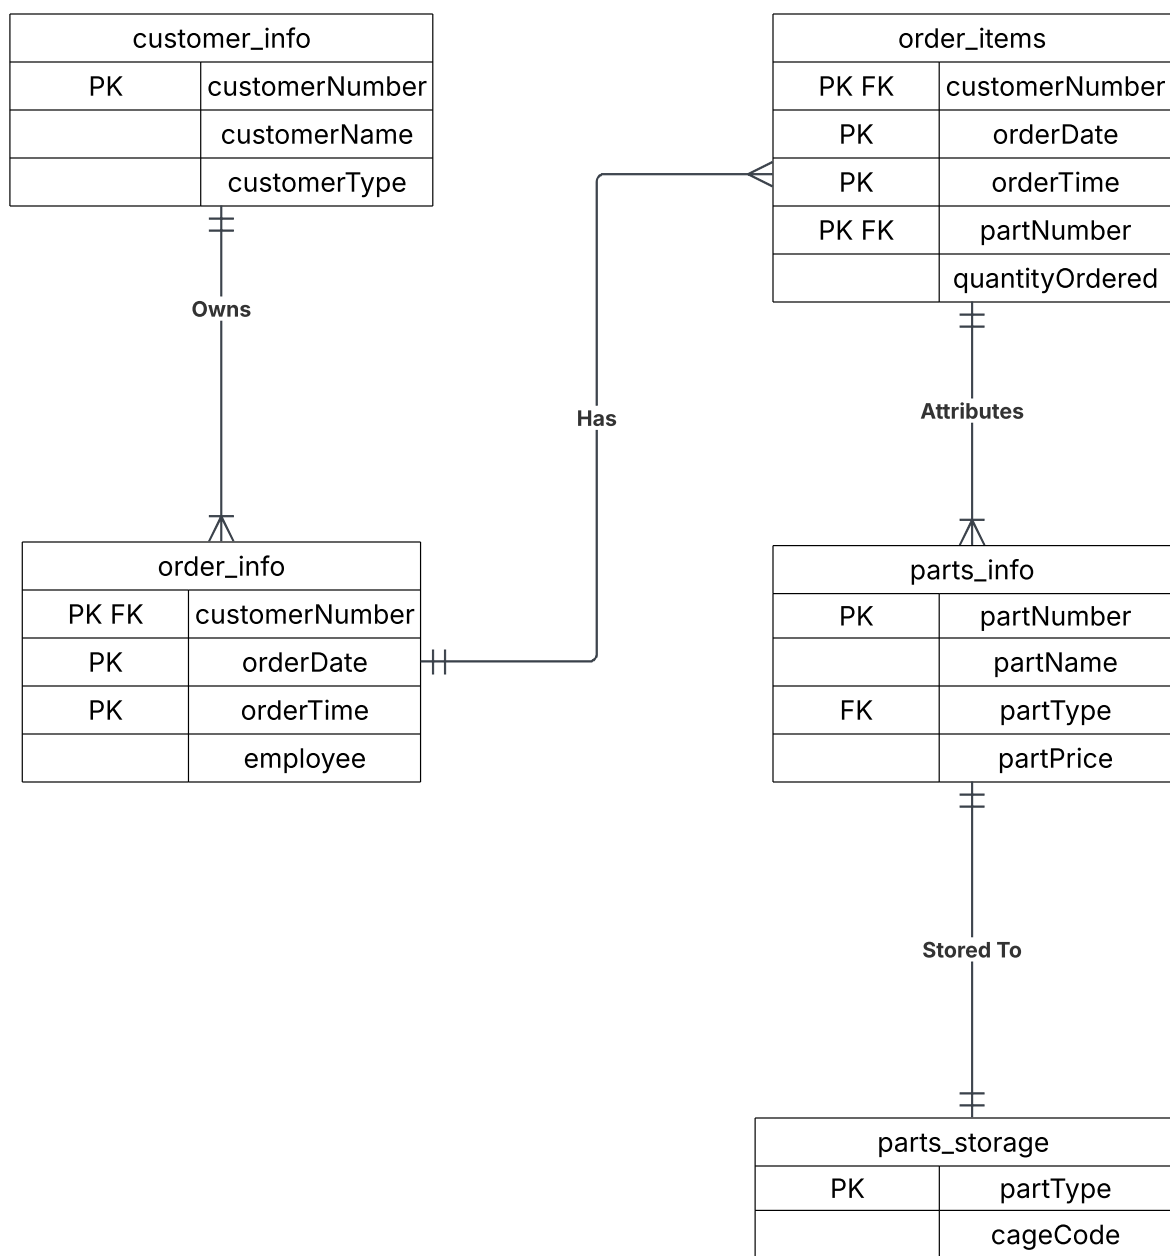 customer_info
PK customerNumber
customerName
customerType
Owns
order_info
PK FK customerNumber
PK orderDate
PK orderTime
employee
Has
order_items
PK FK customerNumber
PK orderDate
PK orderTime
PK FK partNumber
quantityOrdered
Attributes
parts_info
PK partNumber
partName
FK partType
partPrice
Stored To
parts_storage
PK partType
cageCode